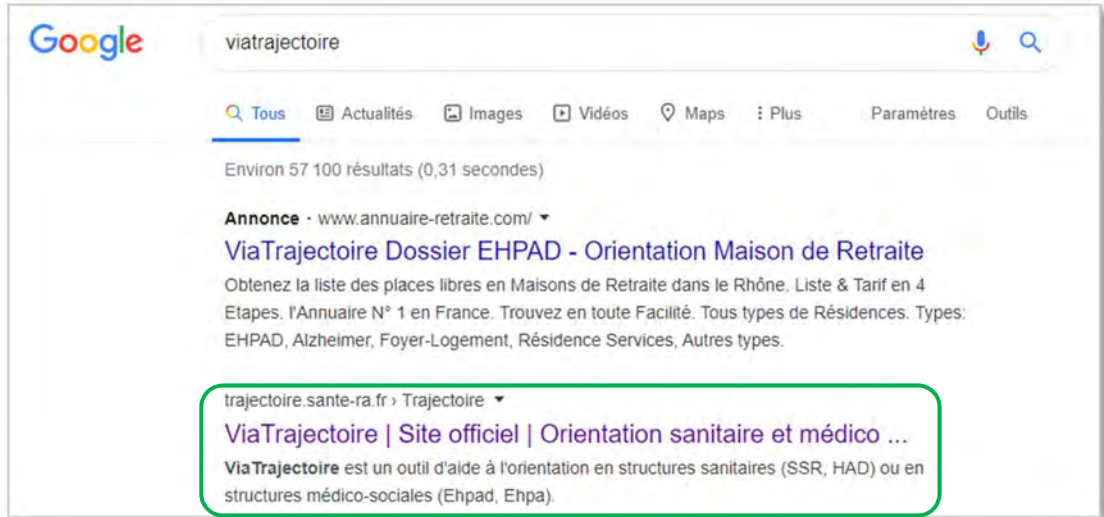 Google
viatrajectoire
Tous Actualités Images Vidéos Maps Plus Paramètres Outils
Environ 57 100 résultats (0,31 secondes)
Annonce · www.annuaire-retraite.com/
ViaTrajectoire Dossier EHPAD - Orientation Maison de Retraite
Obtenez la liste des places libres en Maisons de Retraite dans le Rhône. Liste & Tarif en 4
Etapes. l'Annuaire N° 1 en France. Trouvez en toute Facilité. Tous types de Résidences. Types:
EHPAD, Alzheimer, Foyer-Logement, Résidence Services, Autres types.
trajectoire.sante-ra.fr › Trajectoire
ViaTrajectoire | Site officiel | Orientation sanitaire et médico ...
ViaTrajectoire est un outil d'aide à l'orientation en structures sanitaires (SSR, HAD) ou en
structures médico-sociales (Ehpad, Ehpa).